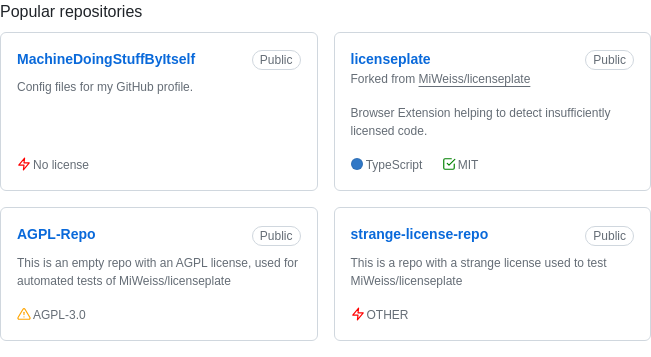 Popular repositories
MachineDoingStuffByItself
Public
Config files for my GitHub profile.
No license
licenseplate
Public
Forked from MiWeiss/licenseplate
Browser Extension helping to detect insufficiently
licensed code.
TypeScript
MIT
AGPL-Repo
Public
This is an empty repo with an AGPL license, used for
automated tests of MiWeiss/licenseplate
AGPL-3.0
strange-license-repo
Public
This is a repo with a strange license used to test
MiWeiss/licenseplate
OTHER